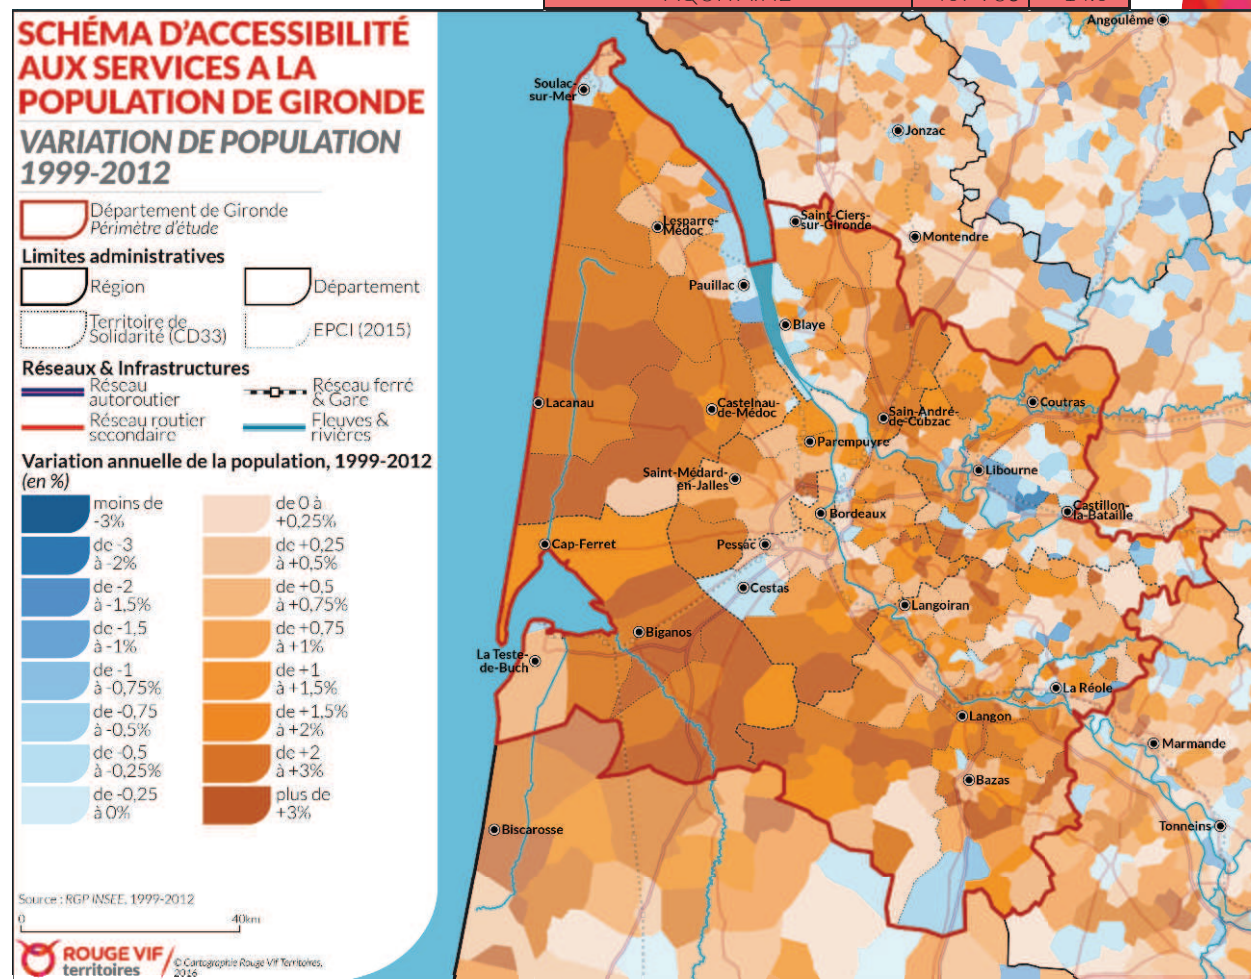 SCHÉMA D'ACCESSIBILITÉ
AUX SERVICES A LA
POPULATION DE GIRONDE
VARIATION DE POPULATION
1999-2012
Département de Gironde
Périmètre d'étude
Limites administratives
Région
Département
Territoire de
Solidarité (CD33)
EPCI (2015)
Réseaux & Infrastructures
Réseau
autoroutier
Réseau ferré
& Gare
Réseau routier
secondaire
Fleuves &
rivières
Variation annuelle de la population, 1999-2012
(en %)
moins de
-3%
de -3
à -2%
de -2
à -1,5%
de -1,5
à -1%
de -1
à -0,75%
de -0,75
à -0,5%
de -0,5
à -0,25%
de -0,25
à 0%
de 0 à
+0,25%
de +0,25
à +0,5%
de +0,5
à +0,75%
de +0,75
à +1%
de +1
à +1,5%
de +1,5%
à +2%
de +2
à +3%
plus de
+3%
Source : RGP INSEE, 1999-2012
0 40km
ROUGE VIF
territoires
© Cartographie Rouge Vif Territoires,
2016
Angoulême
Soulac-
sur-Mer
Jonzac
Lesparre-
Médoc
Saint-Ciers-
sur-Gironde
Montendre
Pauillac
Blaye
Lacanau
Castelnau-
de-Médoc
Sain-André-
de-Cubzac
Coutras
Parempuyre
Saint-Médard-
en-Jalles
Libourne
Bordeaux
Castillon-
la-Bataille
Cap-Ferret
Pessac
Cestas
Langoiran
Biganos
La Teste-
de-Buch
La Réole
Langon
Marmande
Bazas
Biscarosse
Tonneins